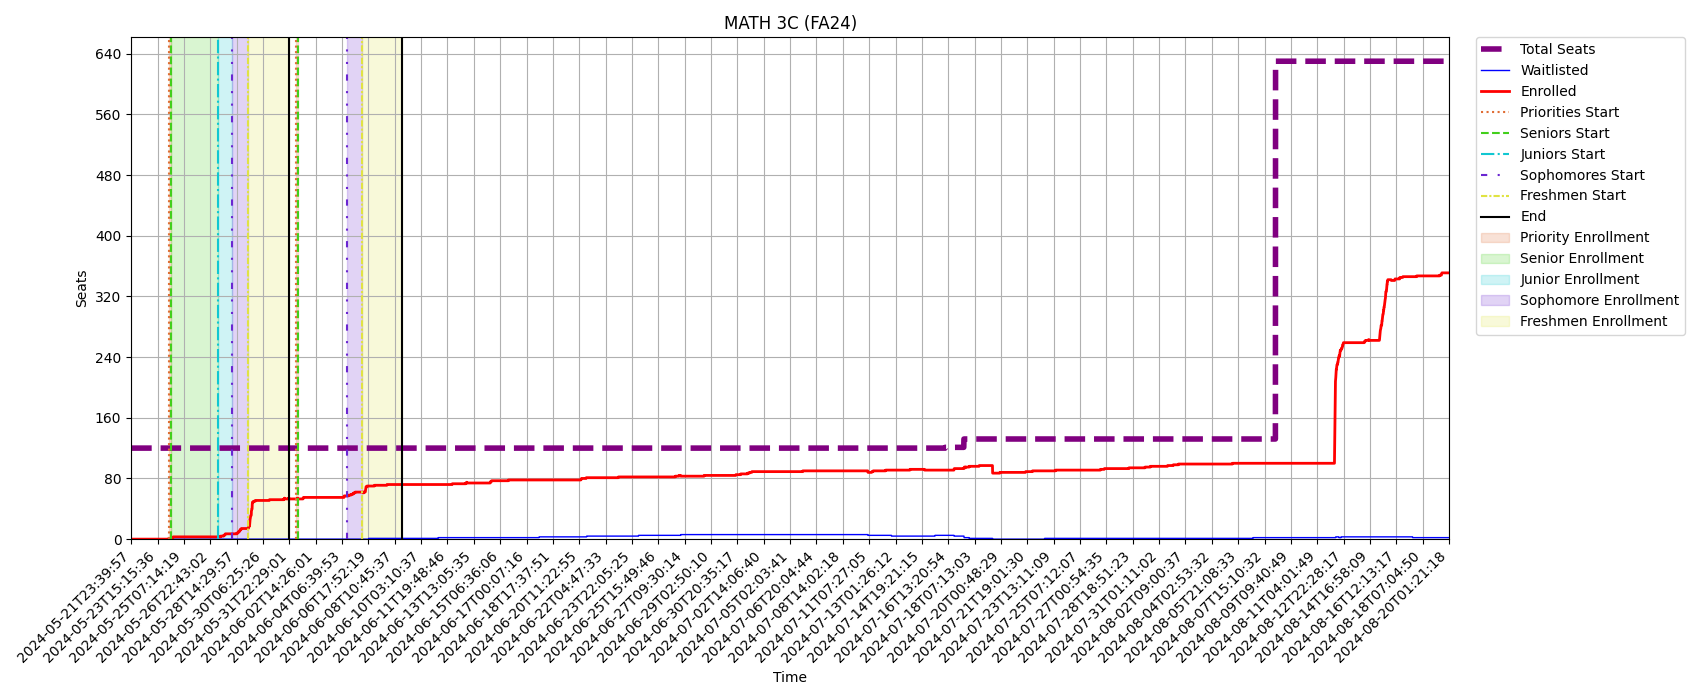 MATH 3C (FA24)
Seats
640
560
480
400
320
240
160
80
0
2024-05-21T23:39:57
2024-05-23T15:15:36
2024-05-25T07:14:19
2024-05-26T22:43:02
2024-05-28T14:29:57
2024-05-30T06:25:26
2024-05-31T22:29:01
2024-06-02T14:26:01
2024-06-04T06:39:53
2024-06-06T17:52:19
2024-06-08T10:45:37
2024-06-10T03:10:37
2024-06-11T19:48:46
2024-06-13T13:05:35
2024-06-15T06:36:06
2024-06-17T00:07:16
2024-06-18T17:37:51
2024-06-20T11:22:55
2024-06-22T04:47:33
2024-06-23T22:05:25
2024-06-25T15:49:46
2024-06-27T09:30:14
2024-06-29T02:50:10
2024-06-30T20:35:17
2024-07-02T14:06:40
2024-07-05T02:03:41
2024-07-06T20:04:44
2024-07-08T14:02:18
2024-07-11T07:27:05
2024-07-13T01:26:12
2024-07-14T19:21:15
2024-07-16T13:20:54
2024-07-18T07:13:03
2024-07-20T00:48:29
2024-07-21T19:01:30
2024-07-23T13:11:09
2024-07-25T07:12:07
2024-07-27T00:54:35
2024-07-28T18:51:23
2024-07-31T01:11:02
2024-08-02T09:00:37
2024-08-04T02:53:32
2024-08-05T21:08:33
2024-08-07T15:10:32
2024-08-09T09:40:49
2024-08-11T04:01:49
2024-08-12T22:28:17
2024-08-14T16:58:09
2024-08-16T12:13:17
2024-08-18T07:04:50
2024-08-20T01:21:18
Time
Total Seats
Waitlisted
Enrolled
Priorities Start
Seniors Start
Juniors Start
Sophomores Start
Freshmen Start
End
Priority Enrollment
Senior Enrollment
Junior Enrollment
Sophomore Enrollment
Freshmen Enrollment